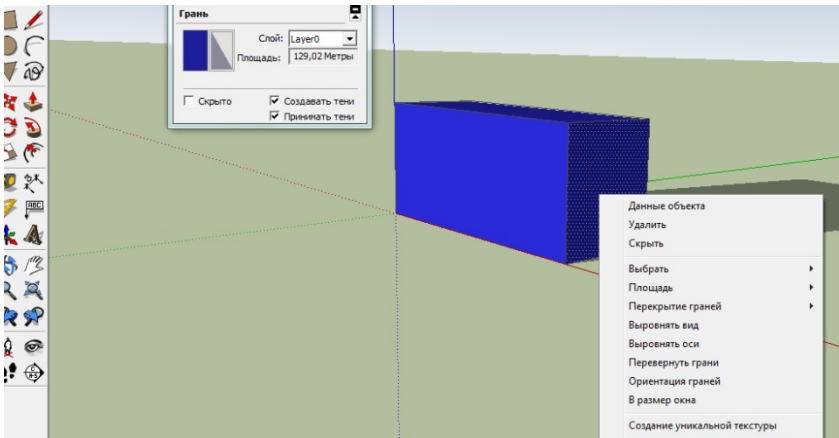 Грань
Слой: Layer0
Площадь: 129,02 Метры
Скрыто
Создавать тени
Принимать тени
ABC
Данные объекта
Удалить
Скрыть
Выбрать
Площадь
Перекрытие граней
Выровнять вид
Выровнять оси
Перевернуть грани
Ориентация граней
В размер окна
Создание уникальной текстуры